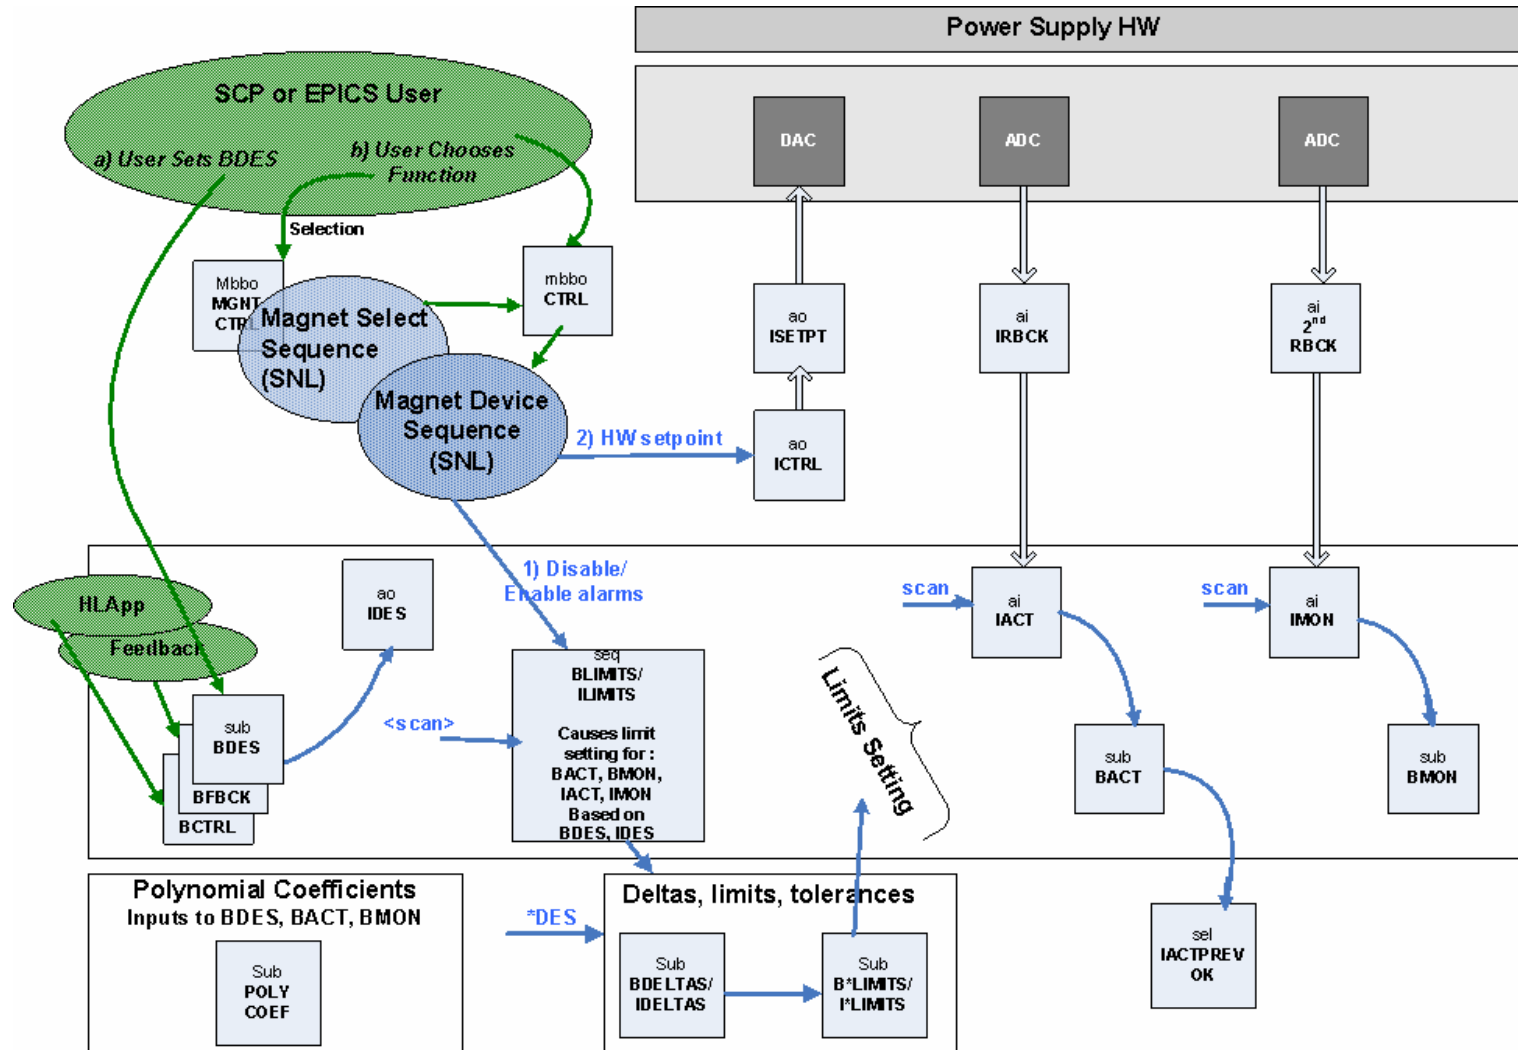 Power Supply HW
SCP or EPICS User
a) User Sets BDES
b) User Chooses
Function
DAC
ADC
ADC
Selection
Mbbo
MGNT
CTRL
mbbo
CTRL
Magnet Select
Sequence
(SNL)
Magnet Device
Sequence
(SNL)
ao
ISETPT
ai
IRBCK
ai
2nd
RBCK
2) HW setpoint
ao
ICTRL
1) Disable/
Enable alarms
HLApp
Feedback
ao
IDES
scan
ai
IACT
scan
ai
IMON
sub
BDES
BFBCK
BCTRL
<scan>
seq
BLIMITS/
ILIMITS
Causes limit
setting for :
BACT, BMON,
IACT, IMON
Based on
BDES, IDES
Limits Setting
sub
BACT
sub
BMON
Polynomial Coefficients
Inputs to BDES, BACT, BMON
Sub
POLY
COEF
*DES
Deltas, limits, tolerances
Sub
BDELTAS/
IDELTAS
Sub
B*LIMITS/
I*LIMITS
sel
IACTPREV
OK